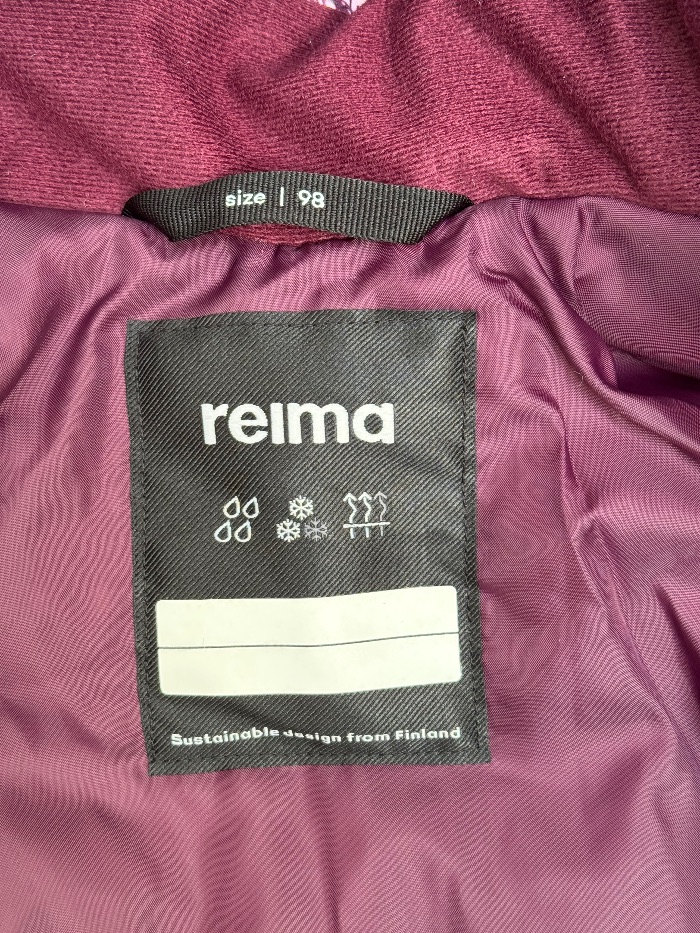 size | 98
reima
Sustainable design from Finland